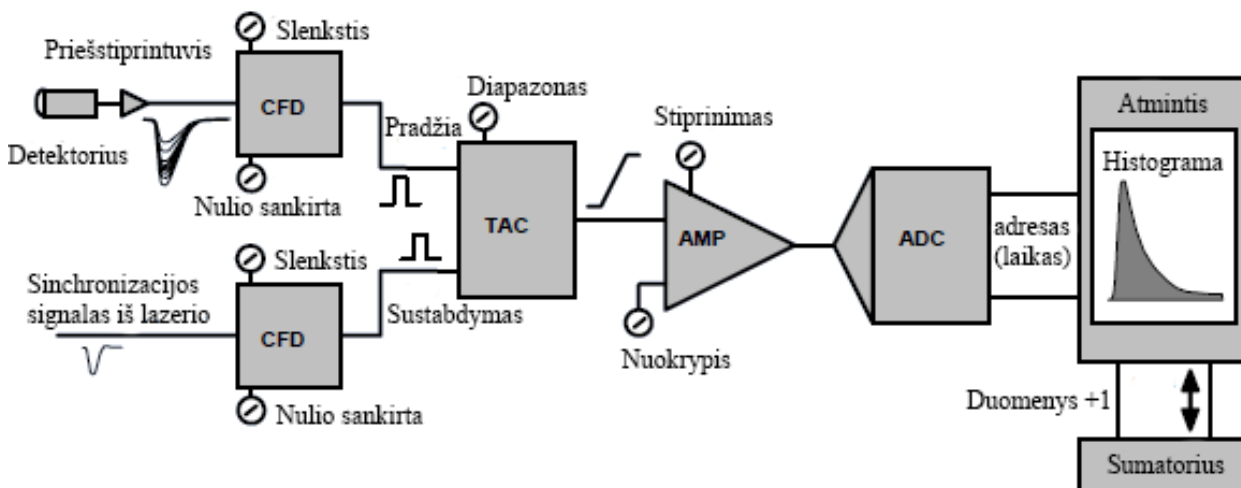 Slenkstis
Priešstiprintuvis
CFD
Detektorius
Nulio sankirta
Pradžia
Diapazonas
TAC
Slenkstis
Sinchronizacijos
signalas iš lazerio
CFD
Sustabdymas
Nulio sankirta
Stiprinimas
AMP
Nuokrypis
ADC
adresas
(laikas)
Atmintis
Histograma
Duomenys +1
Sumatorius